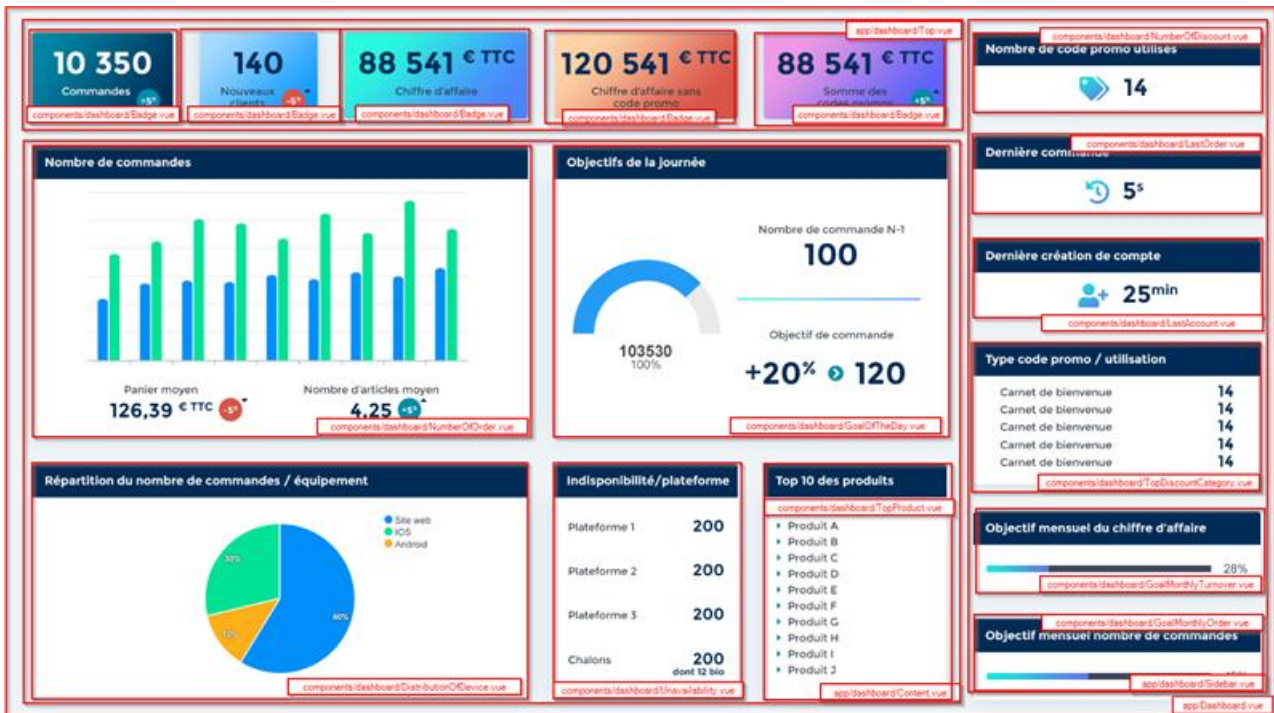 app/dashboard/Top.vue
10 350
Commandes
+5%
components/dashboard/Badge.vue
140
Nouveaux
clients
-5%
components/dashboard/Badge.vue
88 541 € TTC
Chiffre d'affaire
components/dashboard/Badge.vue
120 541 € TTC
Chiffre d'affaire sans
code promo
components/dashboard/Badge.vue
88 541 € TTC
Somme des
codes promos
+5%
components/dashboard/Badge.vue
Nombre de commandes
Panier moyen
126,39 € TTC
-5%
Nombre d'articles moyen
4,25
+5%
components/dashboard/NumberOfOrder.vue
Objectifs de la journée
103530
100%
Nombre de commande N-1
100
Objectif de commande
+20% 120
components/dashboard/GoalOfTheDay.vue
Répartition du nombre de commandes / équipement
Site web
IOS
Android
30%
12%
60%
components/dashboard/DistributionOfDevice.vue
Indisponibilité/plateforme
Plateforme 1 200
Plateforme 2 200
Plateforme 3 200
Chalons 200
dont 12 bio
components/dashboard/Unavailability.vue
Top 10 des produits
components/dashboard/TopProduct.vue
Produit A
Produit B
Produit C
Produit D
Produit E
Produit F
Produit G
Produit H
Produit I
Produit J
app/dashboard/Content.vue
components/dashboard/NumberOfDiscount.vue
Nombre de code promo utilisés
14
components/dashboard/LastOrder.vue
Dernière commande
5s
Dernière création de compte
25min
components/dashboard/LastAccount.vue
Type code promo / utilisation
Carnet de bienvenue 14
Carnet de bienvenue 14
Carnet de bienvenue 14
Carnet de bienvenue 14
Carnet de bienvenue 14
components/dashboard/TopDiscountCategory.vue
Objectif mensuel du chiffre d'affaire
28%
components/dashboard/GoalMonthlyTurnover.vue
components/dashboard/GoalMonthlyOrder.vue
Objectif mensuel nombre de commandes
app/dashboard/Sidebar.vue
app/Dashboard.vue